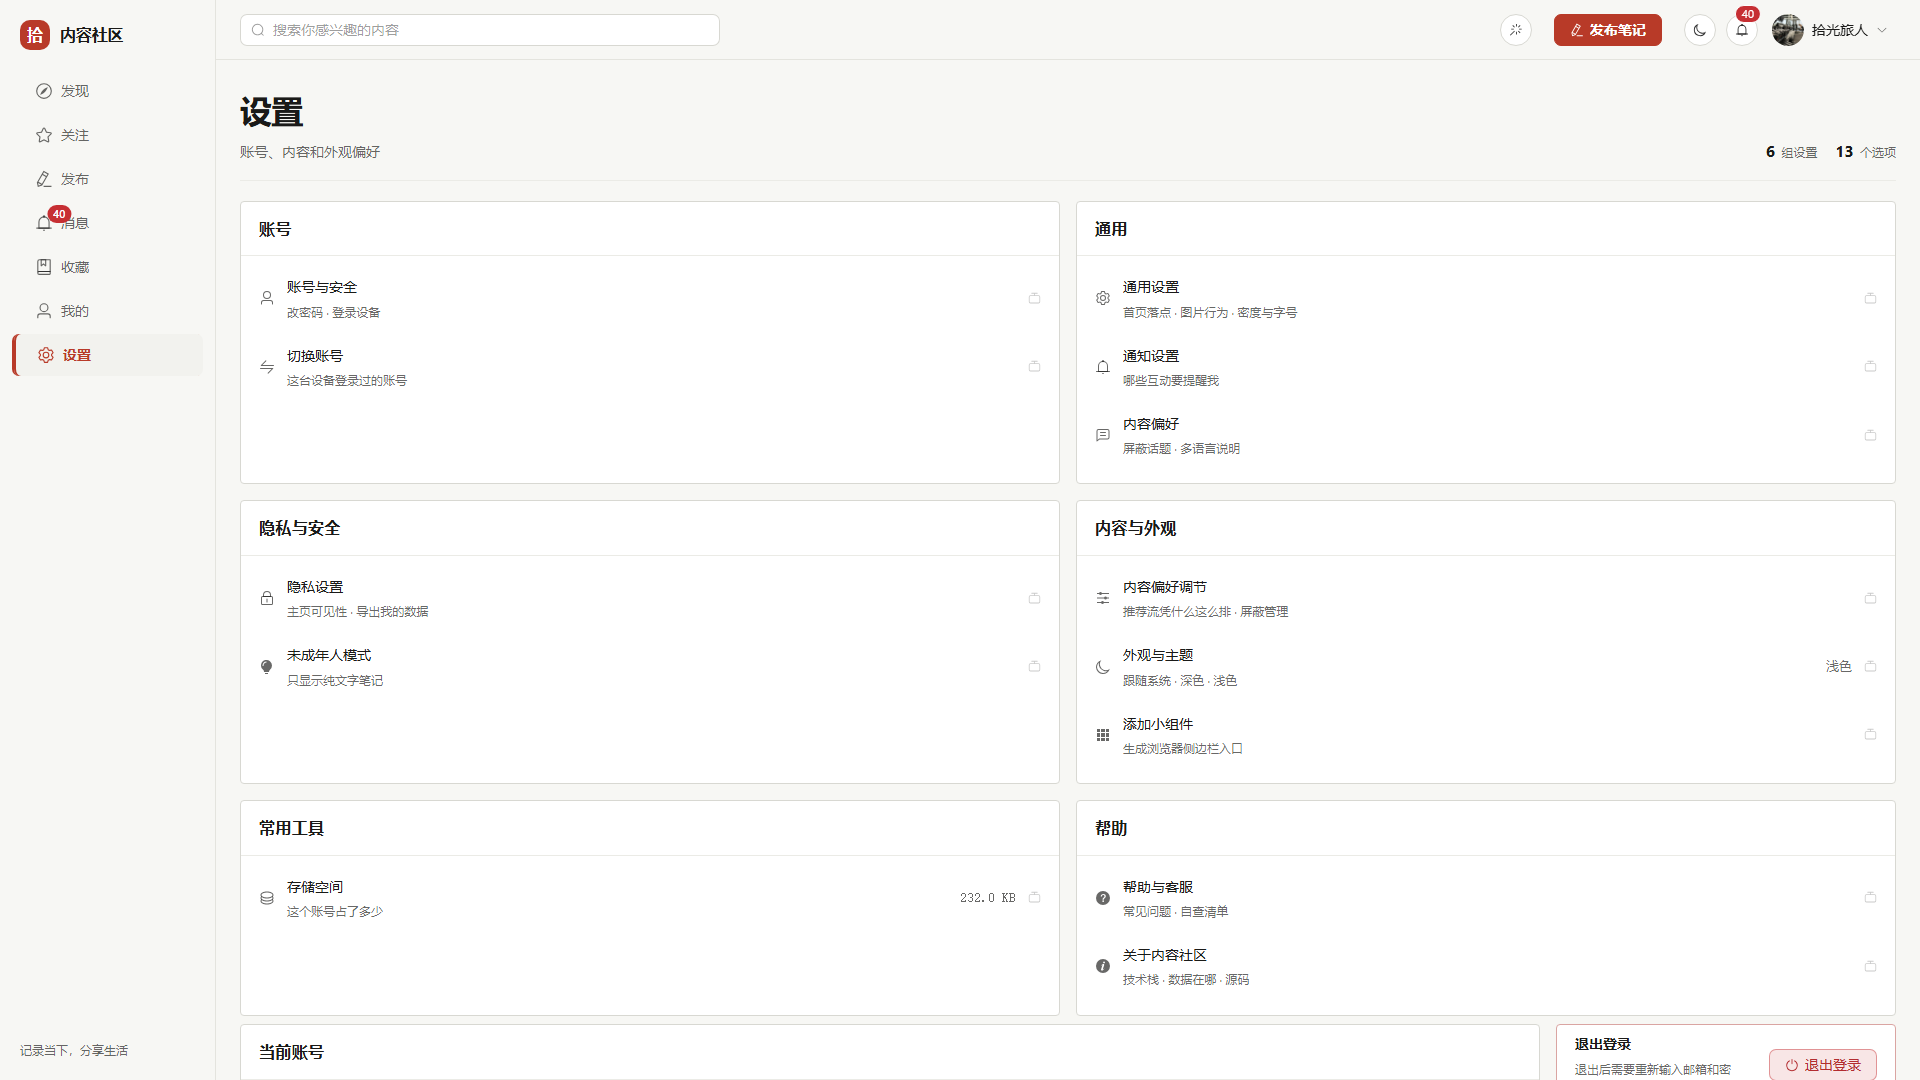 拾 内容社区
发现
关注
发布
40
消息
收藏
我的
设置
记录当下，分享生活
搜索你感兴趣的内容
发布笔记
40
拾光旅人
设置
账号、内容和外观偏好
6 组设置 13 个选项
账号
账号与安全
改密码 · 登录设备
切换账号
这台设备登录过的账号
通用
通用设置
首页落点 · 图片行为 · 密度与字号
通知设置
哪些互动要提醒我
内容偏好
屏蔽话题 · 多语言说明
隐私与安全
隐私设置
主页可见性 · 导出我的数据
未成年人模式
只显示纯文字笔记
内容与外观
内容偏好调节
推荐流凭什么这么排 · 屏蔽管理
外观与主题
跟随系统 · 深色 · 浅色
浅色
添加小组件
生成浏览器侧边栏入口
常用工具
存储空间
这个账号占了多少
232.0 KB
帮助
帮助与客服
常见问题 · 自查清单
关于内容社区
技术栈 · 数据在哪 · 源码
当前账号
退出登录
退出后需要重新输入邮箱和密
退出登录